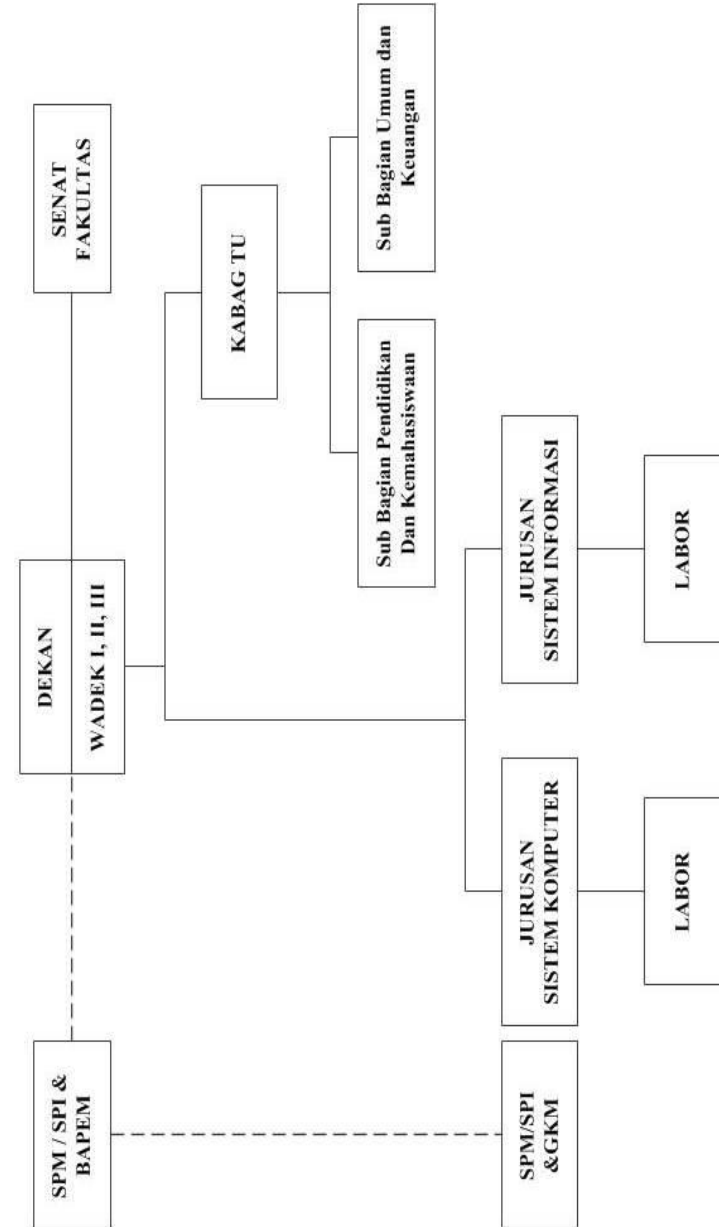 SPM / SPI &
BAPEM
DEKAN
WADEK I, II, III
SENAT
FAKULTAS
KABAG TU
Sub Bagian Pendidikan
Dan Kemahasiswaan
Sub Bagian Umum dan
Keuangan
SPM/SPI
&GKM
JURUSAN
SISTEM KOMPUTER
JURUSAN
SISTEM INFORMASI
LABOR
LABOR